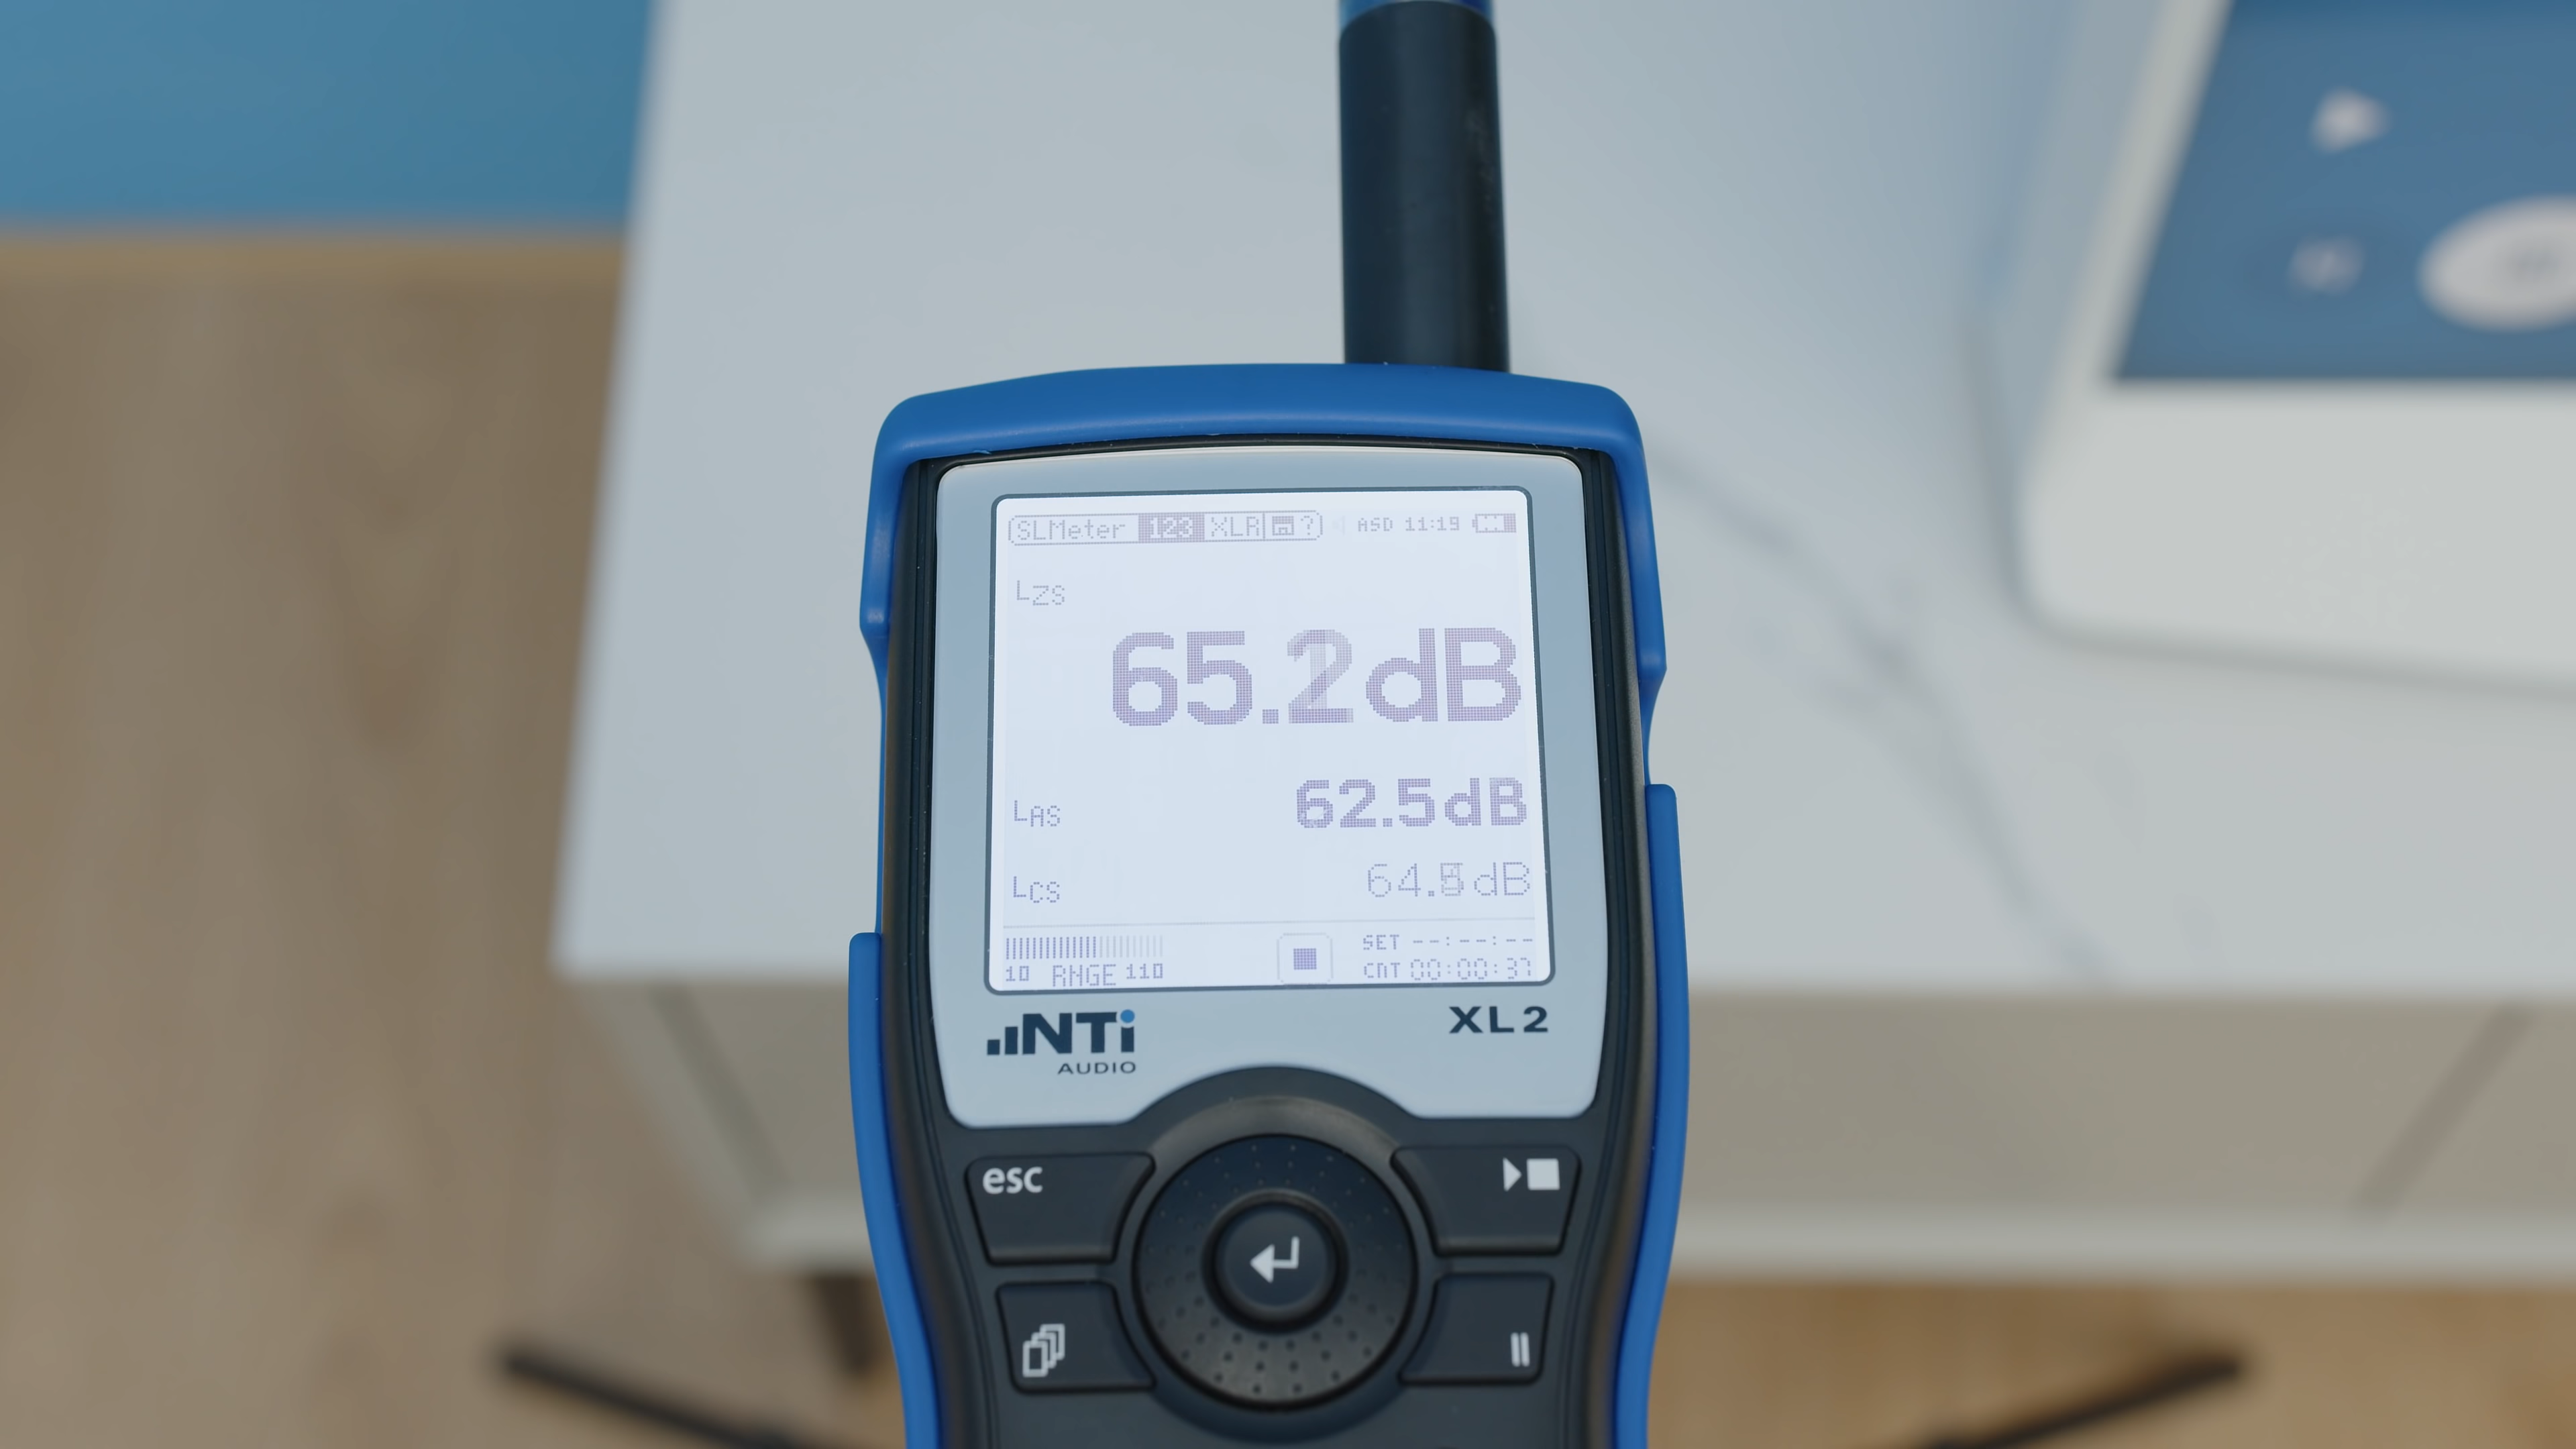 SLMeter 123 XLR ? ASD 11:19
LZS
65.2dB
LAS 62.5dB
LCS 64. dB
SET --:--:--
10 RNGE 110 CNT 00:00:37
NTi XL2
AUDIO
esc